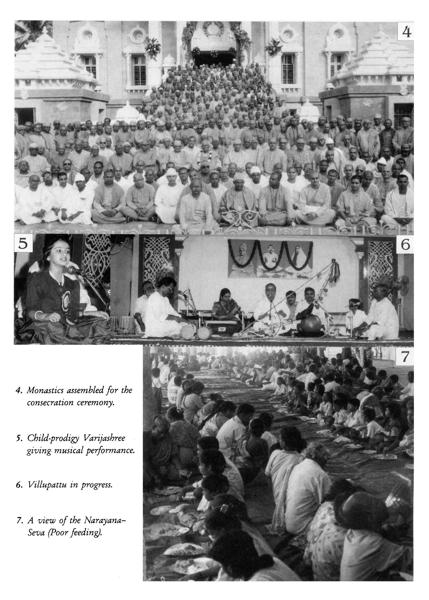 4
5
6
7
4. Monastics assembled for the
consecration ceremony.
5. Child-prodigy Varijashree
giving musical performance.
6. Villupattu in progress.
7. A view of the Narayana-
Seva (Poor feeding).